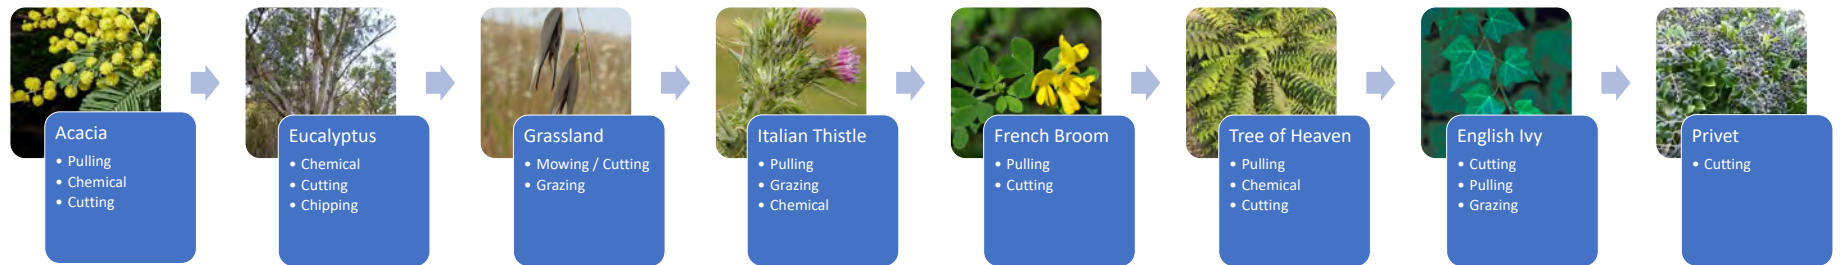 Acacia
• Pulling
• Chemical
• Cutting
Eucalyptus
• Chemical
• Cutting
• Chipping
Grassland
• Mowing / Cutting
• Grazing
Italian Thistle
• Pulling
• Grazing
• Chemical
French Broom
• Pulling
• Cutting
Tree of Heaven
• Pulling
• Chemical
• Cutting
English Ivy
• Cutting
• Pulling
• Grazing
Privet
• Cutting